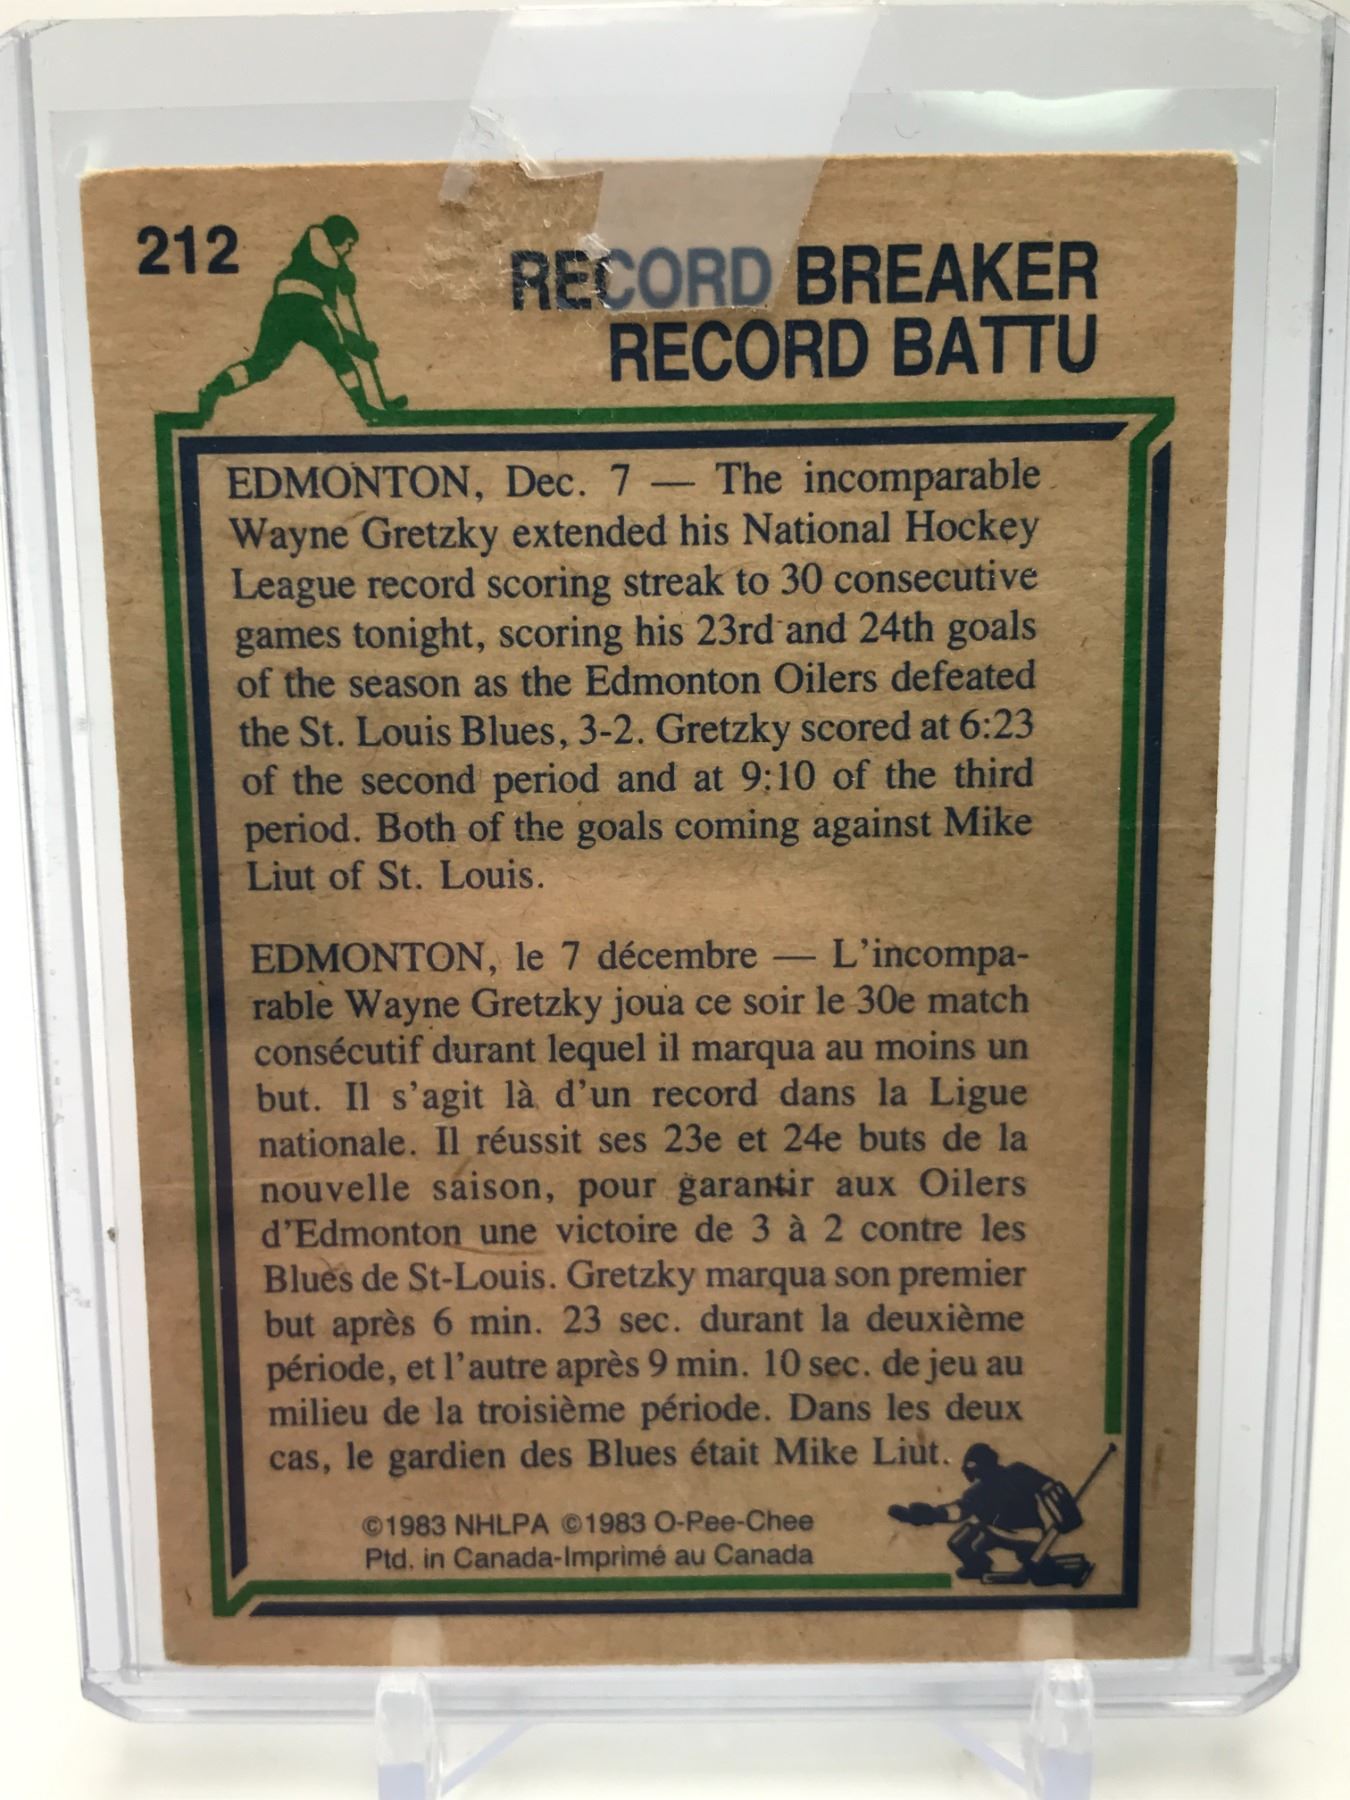 212
RECORD BREAKER
RECORD BATTU
EDMONTON, Dec. 7 — The incomparable
Wayne Gretzky extended his National Hockey
League record scoring streak to 30 consecutive
games tonight, scoring his 23rd and 24th goals
of the season as the Edmonton Oilers defeated
the St. Louis Blues, 3-2. Gretzky scored at 6:23
of the second period and at 9:10 of the third
period. Both of the goals coming against Mike
Liut of St. Louis.
EDMONTON, le 7 décembre — L'incompa-
rable Wayne Gretzky joua ce soir le 30e match
consécutif durant lequel il marqua au moins un
but. Il s'agit là d'un record dans la Ligue
nationale. Il réussit ses 23e et 24e buts de la
nouvelle saison, pour garantir aux Oilers
d'Edmonton une victoire de 3 à 2 contre les
Blues de St-Louis. Gretzky marqua son premier
but après 6 min. 23 sec. durant la deuxième
période, et l'autre après 9 min. 10 sec. de jeu au
milieu de la troisième période. Dans les deux
cas, le gardien des Blues était Mike Liut.
©1983 NHLPA ©1983 O-Pee-Chee
Ptd. in Canada-Imprimé au Canada